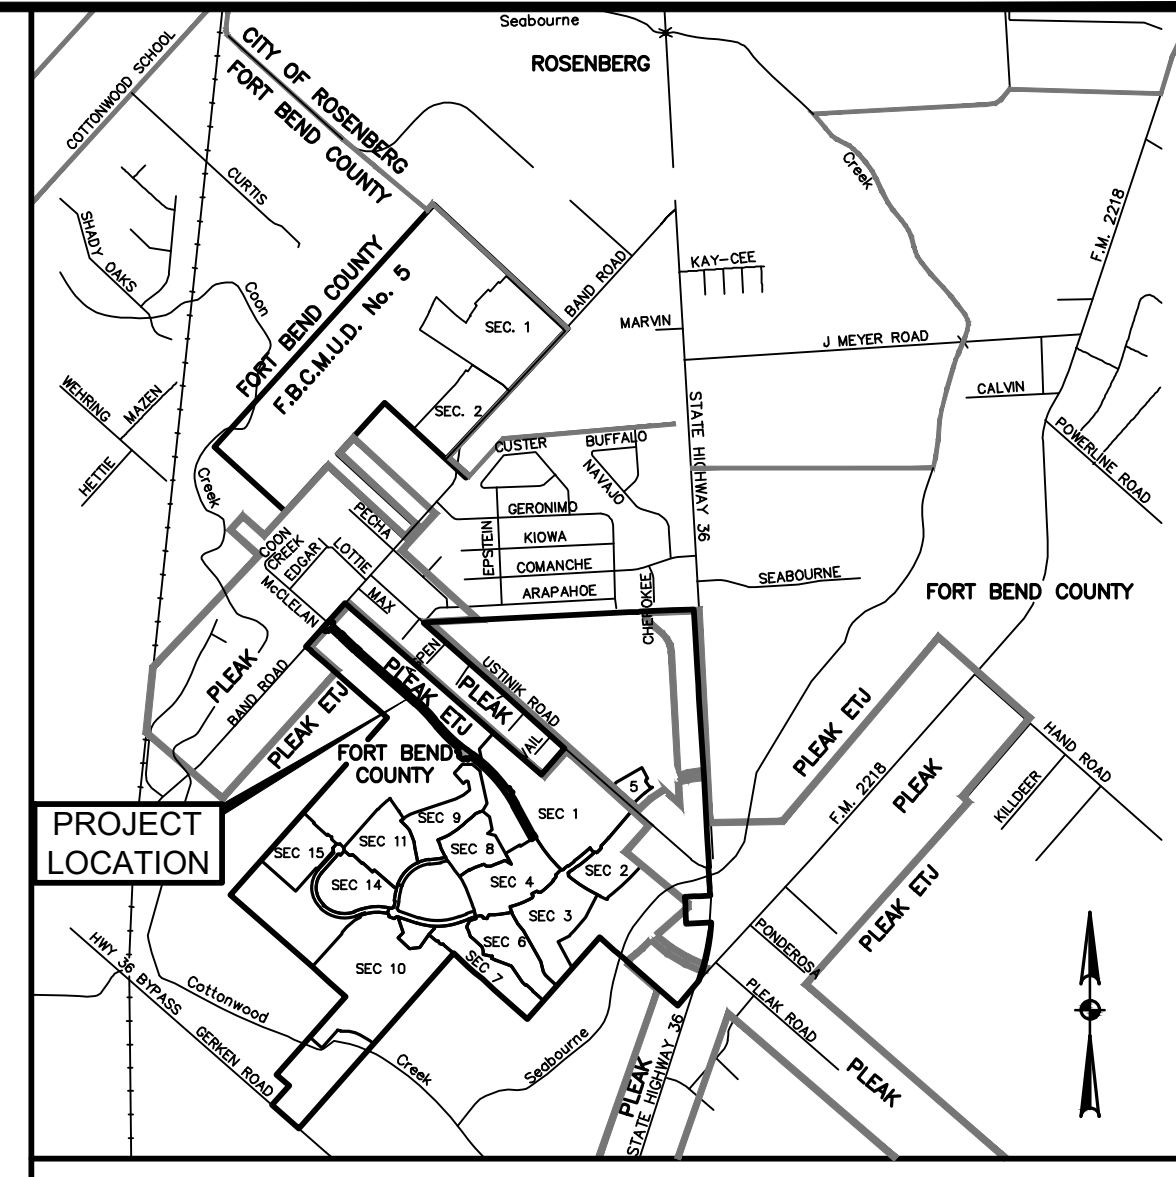 Seabourne
ROSENBERG
COTTONWOOD SCHOOL
CITY OF ROSENBERG
FORT BEND COUNTY
CURTIS
Creek
F.M. 2218
SHADY OAKS
Coon
FORT BEND COUNTY
F.B.C.M.U.D. No. 5
BAND ROAD
KAY-CEE
MARVIN
SEC. 1
J MEYER ROAD
CALVIN
WEHRING
MAZEN
HETTIE
SEC. 2
STATE HIGHWAY 36
POWERLINE ROAD
CUSTER
BUFFALO
NAVAJO
Creek
GERONIMO
KIOWA
EPSTEIN
COMANCHE
ARAPAHOE
CHEROKEE
PECHA
COON
CREEK
EDGAR
LOTTIE
McCLELAN
MAX
SEABOURNE
FORT BEND COUNTY
PLEAK
BAND ROAD
PLEAK ETJ
PLEAK ETJ
PLEAK
USTINIK ROAD
FORT BEND
COUNTY
PLEAK ETJ
F.M. 2218
PLEAK
HAND ROAD
KILLDEER
PLEAK ETJ
PROJECT
LOCATION
5
SEC 1
SEC 9
SEC 11
SEC 8
SEC 15
SEC 14
SEC 4
SEC 2
SEC 3
SEC 6
SEC 7
SEC 10
HWY 36 BYPASS
GERKEN ROAD
Cottonwood
Creek
Seabourne
PONDEROSA
PLEAK ROAD
PLEAK
PLEAK
STATE HIGHWAY 36